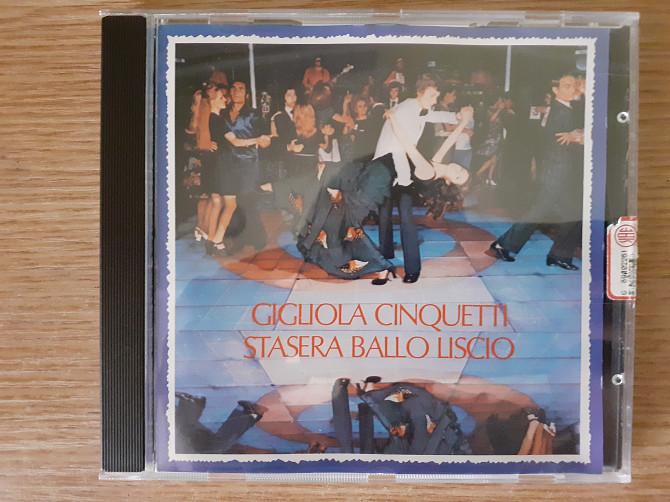 GIGLIOLA CINQUETTI
STASERA BALLO LISCIO